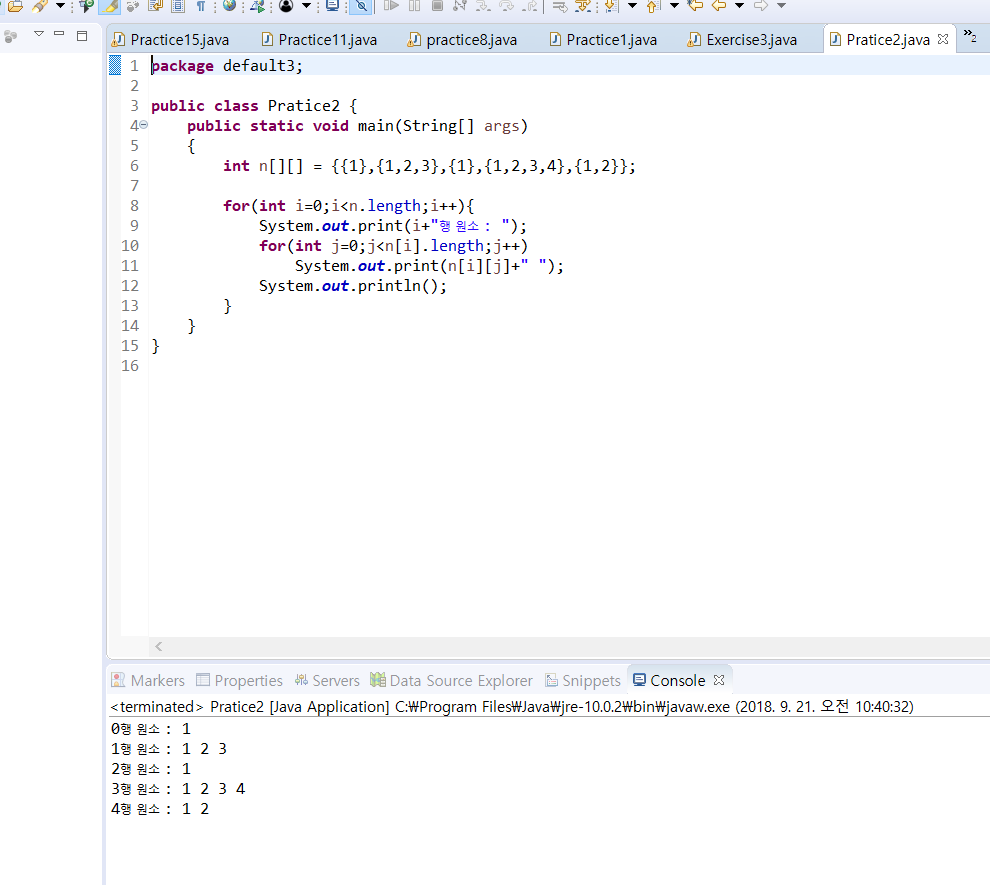 Practice15.java Practice11.java practice8.java Practice1.java Exercise3.java Pratice2.java »2
1 package default3;
2
3 public class Pratice2 {
4 public static void main(String[] args)
5 {
6 int n[][] = {{1},{1,2,3},{1},{1,2,3,4},{1,2}};
7
8 for(int i=0;i<n.length;i++){
9 System.out.print(i+"행 원소 : ");
10 for(int j=0;j<n[i].length;j++)
11 System.out.print(n[i][j]+" ");
12 System.out.println();
13 }
14 }
15 }
16
Markers Properties Servers Data Source Explorer Snippets Console
<terminated> Pratice2 [Java Application] C:₩Program Files₩Java₩jre-10.0.2₩bin₩javaw.exe (2018. 9. 21. 오전 10:40:32)
0행 원소 : 1
1행 원소 : 1 2 3
2행 원소 : 1
3행 원소 : 1 2 3 4
4행 원소 : 1 2